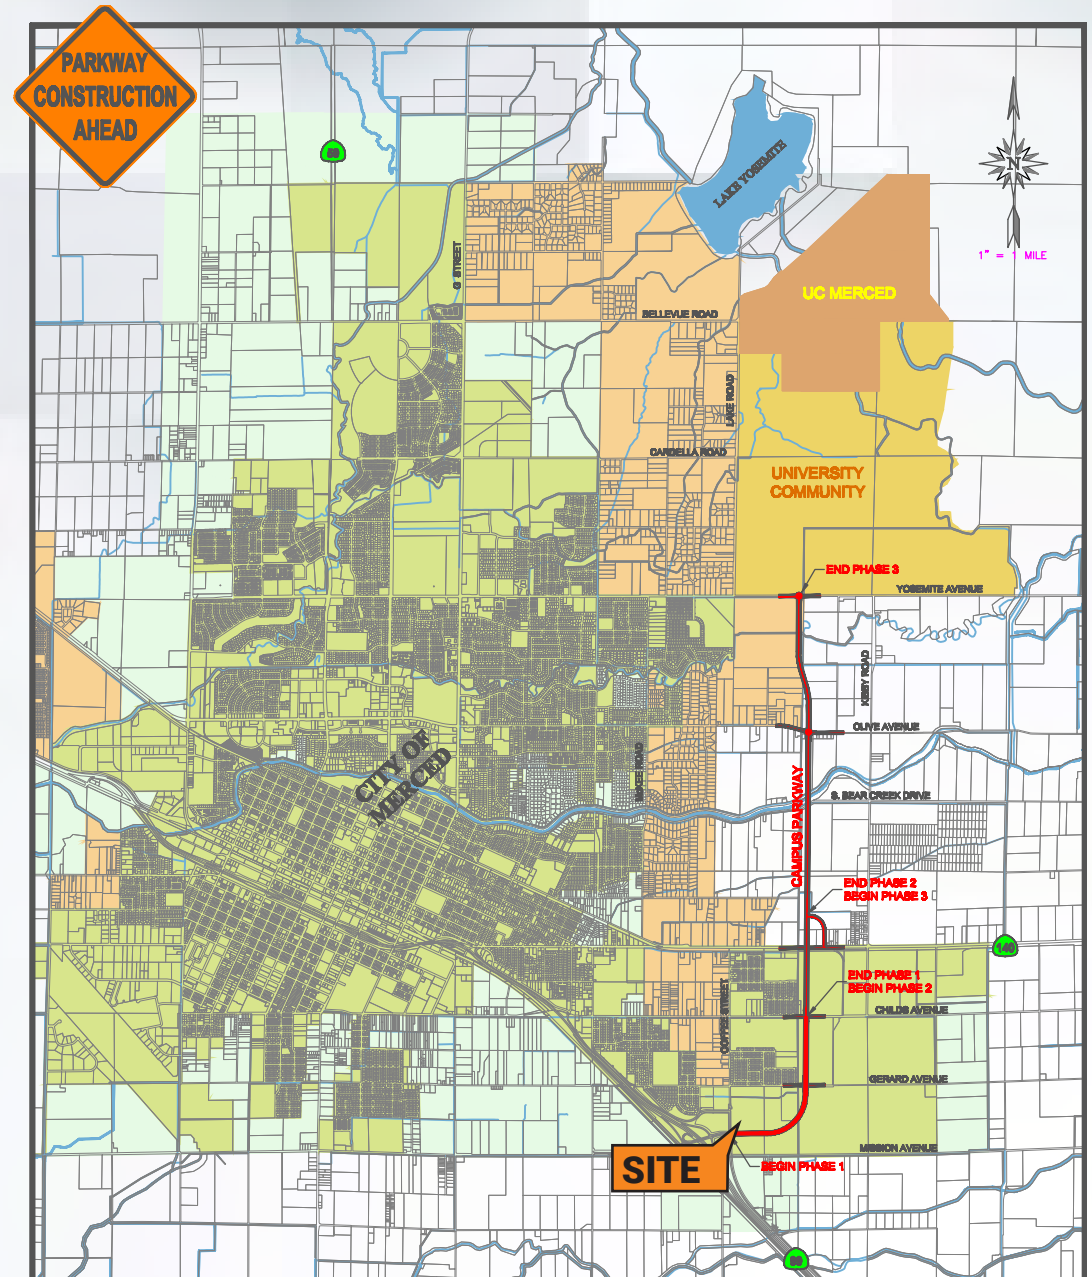 PARKWAY
CONSTRUCTION
AHEAD
59
LAKE YOSEMITE
N
1" = 1 MILE
G STREET
UC MERCED
BELLEVUE ROAD
LAKE ROAD
CARDELLA ROAD
UNIVERSITY
COMMUNITY
END PHASE 3
YOSEMITE AVENUE
KIBBY ROAD
OLIVE AVENUE
CITY OF
MERCED
MCKEE ROAD
CAMPUS PARKWAY
S. BEAR CREEK DRIVE
END PHASE 2
BEGIN PHASE 3
140
END PHASE 1
BEGIN PHASE 2
CHILDS AVENUE
COFFEE STREET
GERARD AVENUE
MISSION AVENUE
SITE
BEGIN PHASE 1
99